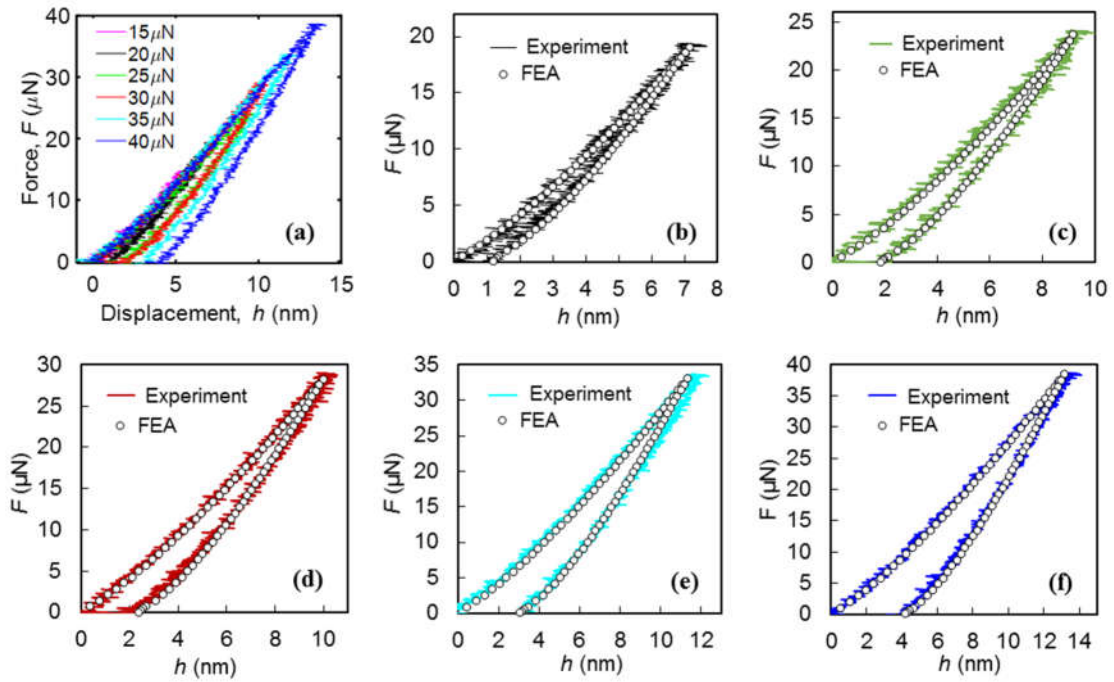 40
30
20
10
0
Force, F (μN)
15μN
20μN
25μN
30μN
35μN
40μN
(a)
0 5 10 15
Displacement, h (nm)
20
15
10
5
0
F (μN)
Experiment
FEA
(b)
0 1 2 3 4 5 6 7 8
h (nm)
25
20
15
10
5
0
F (μN)
Experiment
FEA
(c)
0 2 4 6 8 10
h (nm)
30
25
20
15
10
5
0
F (μN)
Experiment
FEA
(d)
0 2 4 6 8 10
h (nm)
35
30
25
20
15
10
5
0
F (μN)
Experiment
FEA
(e)
0 2 4 6 8 10 12
h (nm)
40
35
30
25
20
15
10
5
0
F (μN)
Experiment
FEA
(f)
0 2 4 6 8 10 12 14
h (nm)